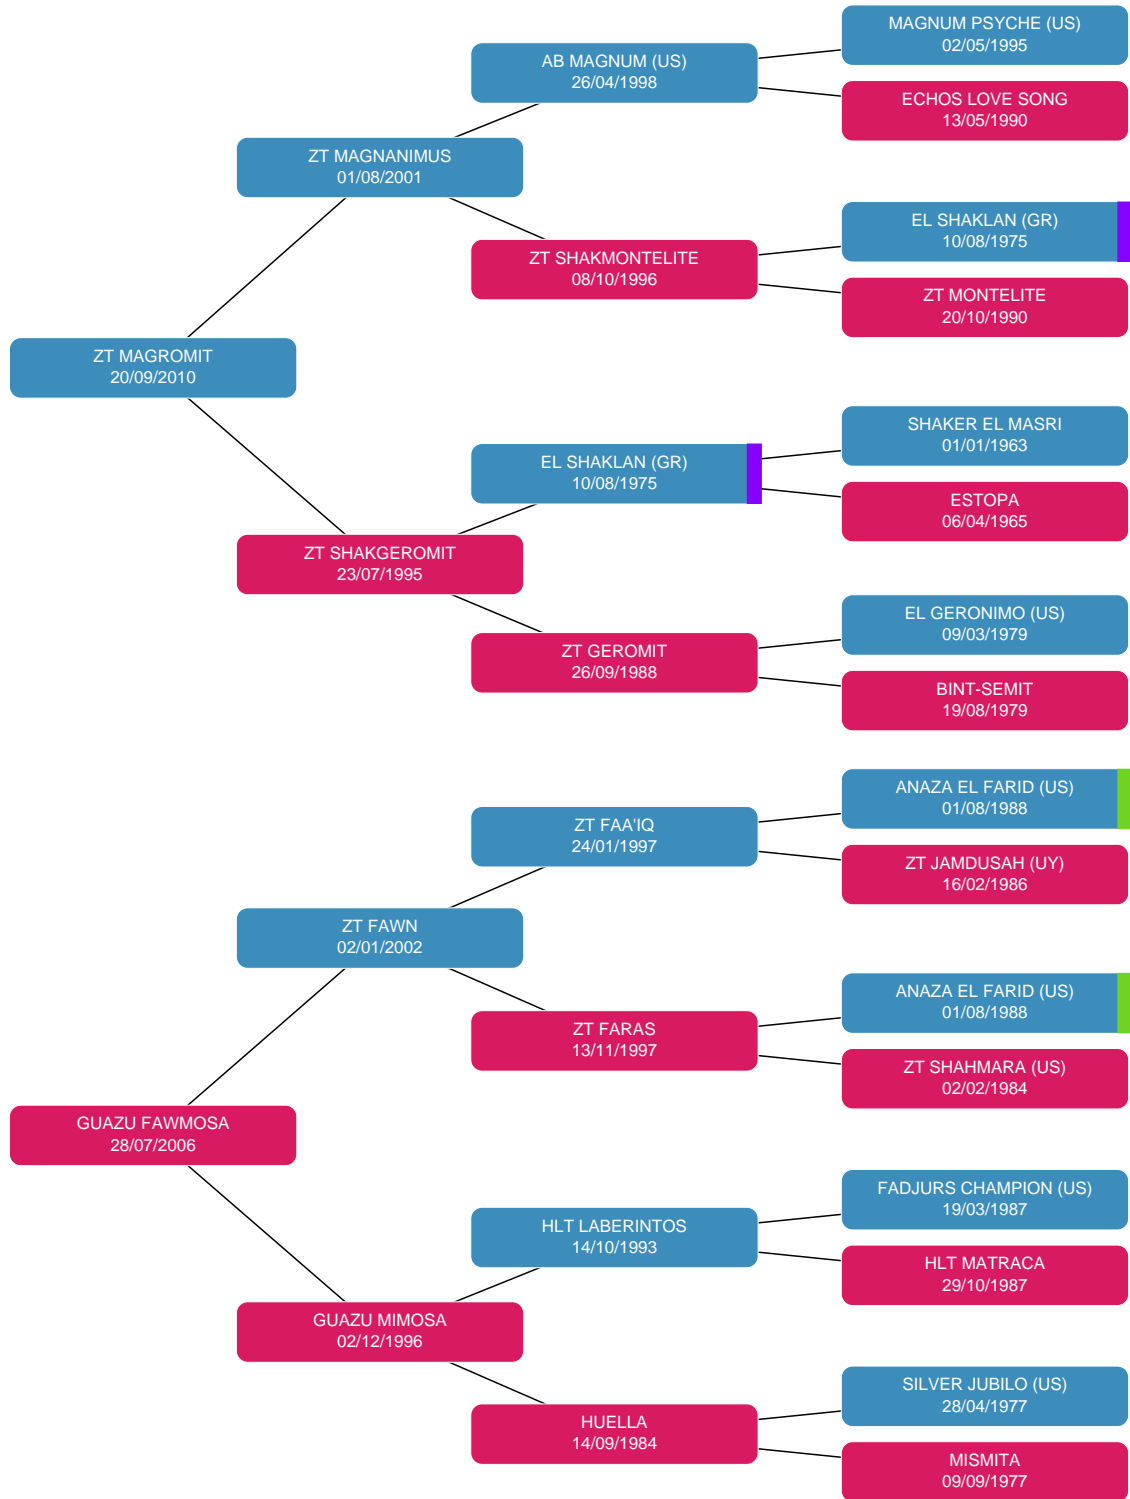 MAGNUM PSYCHE (US)
02/05/1995
AB MAGNUM (US)
26/04/1998
ECHOS LOVE SONG
13/05/1990
ZT MAGNANIMUS
01/08/2001
EL SHAKLAN (GR)
10/08/1975
ZT SHAKMONTELITE
08/10/1996
ZT MONTELITE
20/10/1990
ZT MAGROMIT
20/09/2010
SHAKER EL MASRI
01/01/1963
EL SHAKLAN (GR)
10/08/1975
ESTOPA
06/04/1965
ZT SHAKGEROMIT
23/07/1995
EL GERONIMO (US)
09/03/1979
ZT GEROMIT
26/09/1988
BINT-SEMIT
19/08/1979
ANAZA EL FARID (US)
01/08/1988
ZT FAA'IQ
24/01/1997
ZT JAMDUSAH (UY)
16/02/1986
ZT FAWN
02/01/2002
ANAZA EL FARID (US)
01/08/1988
ZT FARAS
13/11/1997
ZT SHAHMARA (US)
02/02/1984
GUAZU FAWMOSA
28/07/2006
FADJURS CHAMPION (US)
19/03/1987
HLT LABERINTOS
14/10/1993
HLT MATRACA
29/10/1987
GUAZU MIMOSA
02/12/1996
SILVER JUBILO (US)
28/04/1977
HUELLA
14/09/1984
MISMITA
09/09/1977